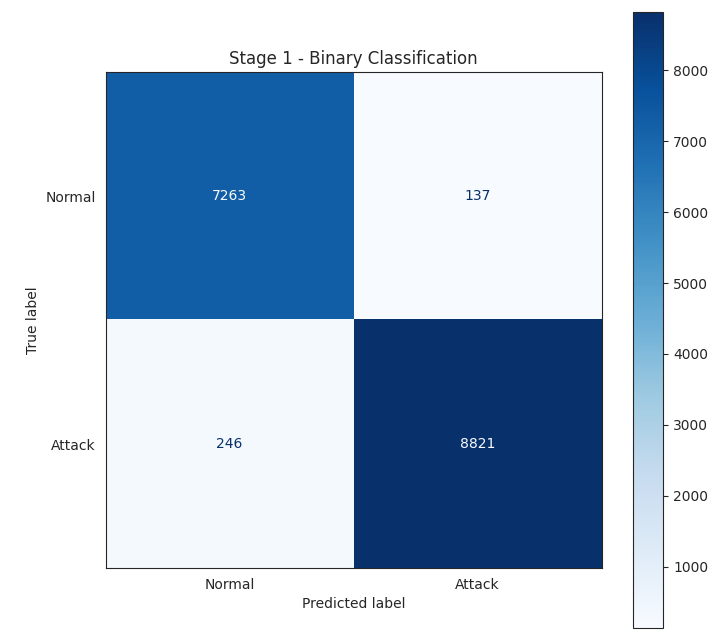 Stage 1 - Binary Classification
True label
Normal
Attack
7263
137
246
8821
Normal
Attack
Predicted label
8000
7000
6000
5000
4000
3000
2000
1000